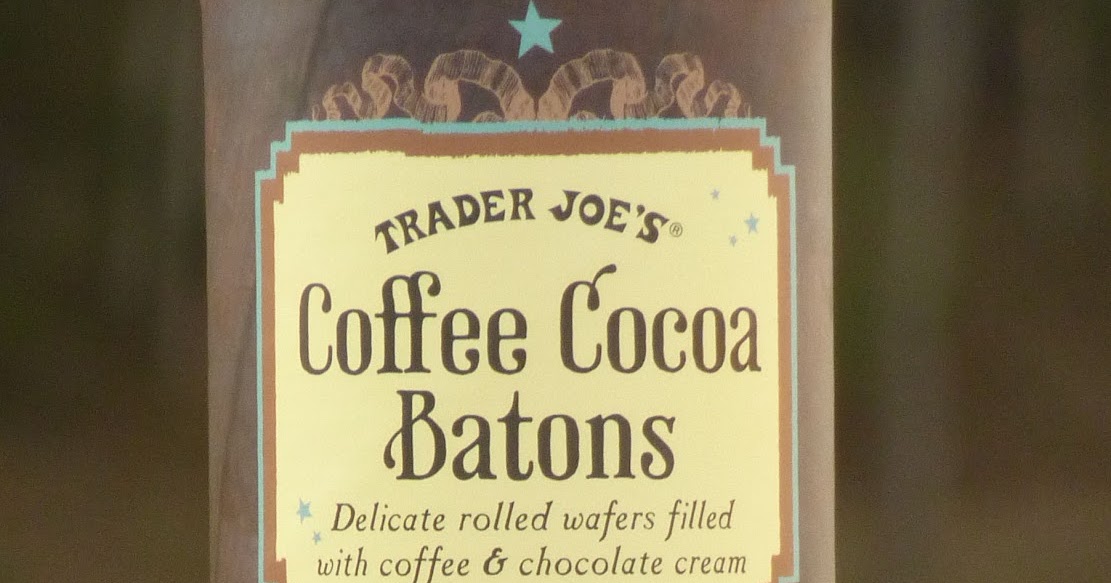 TRADER JOE'S®
Coffee Cocoa
Batons
Delicate rolled wafers filled
with coffee & chocolate cream